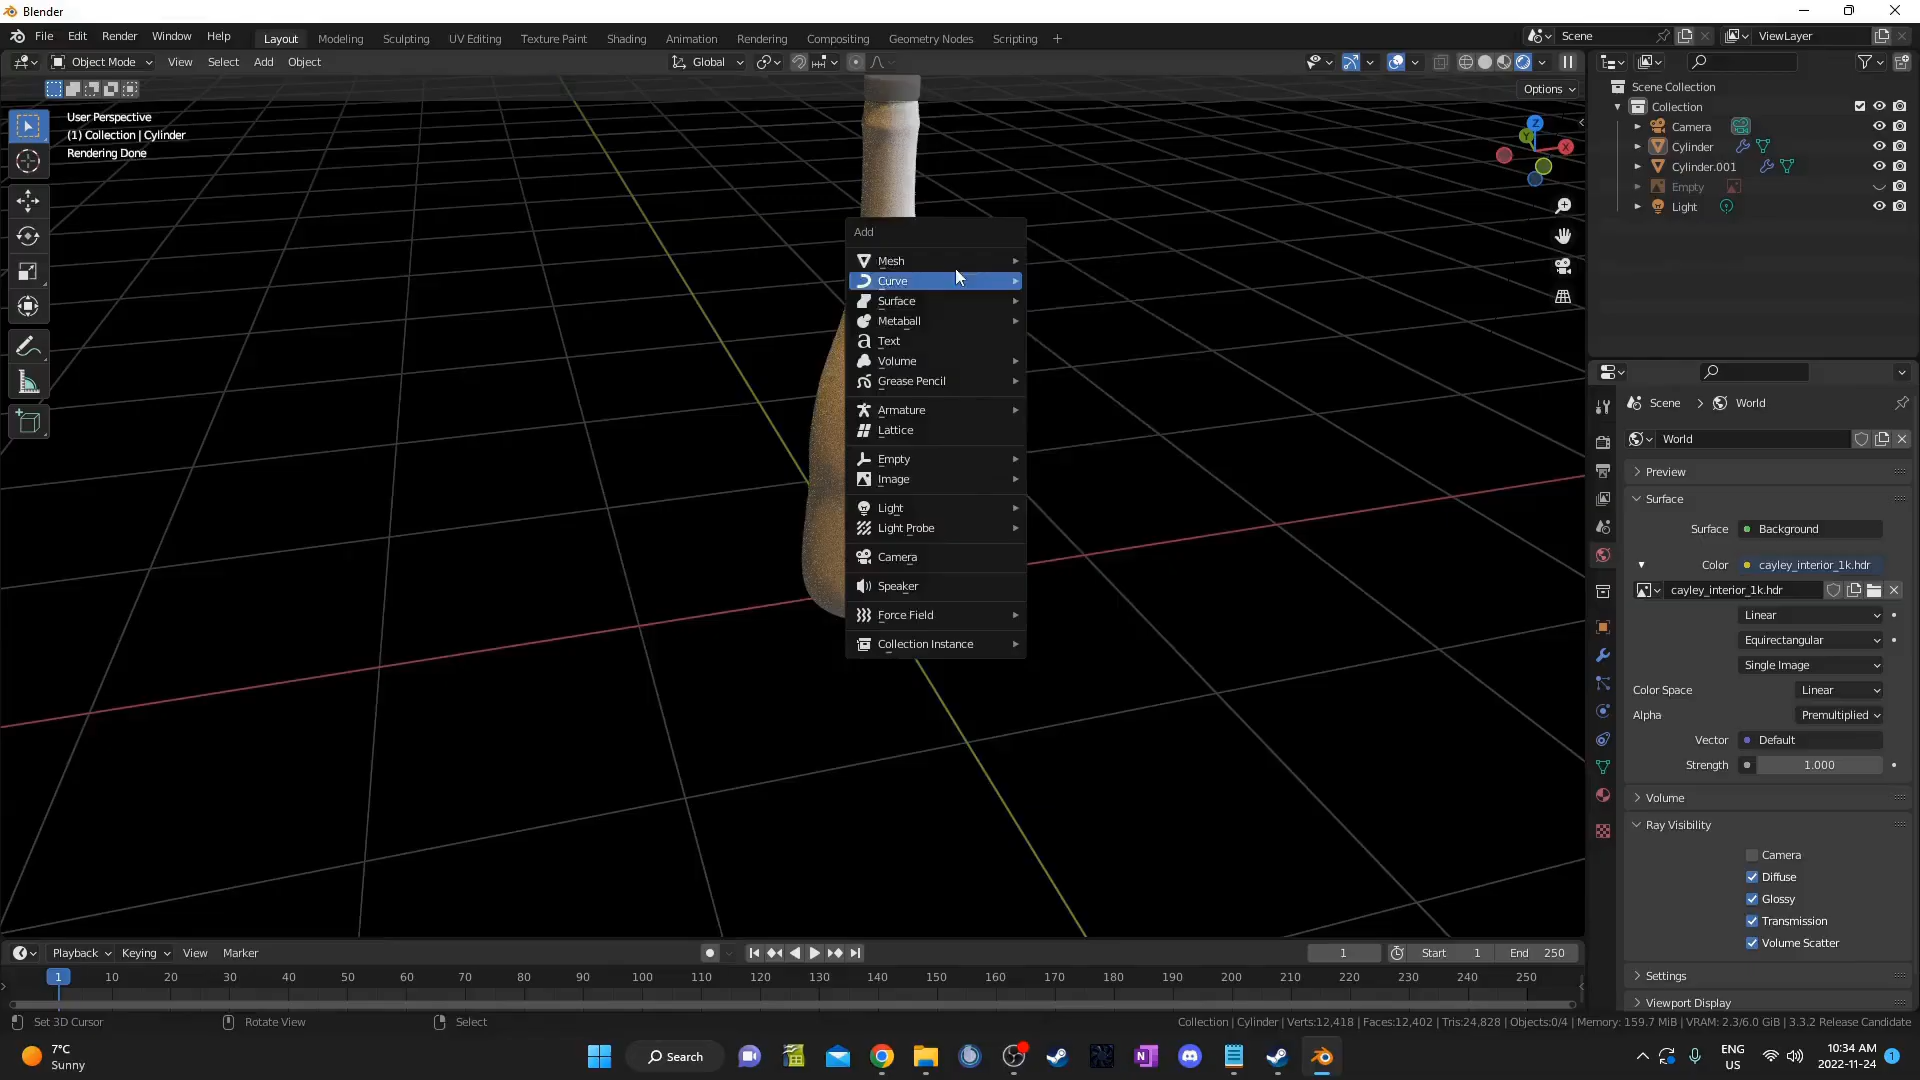 Blender
File Edit Render Window Help
Layout Modeling Sculpting UV Editing Texture Paint Shading Animation Rendering Compositing Geometry Nodes Scripting +
Scene
ViewLayer
Object Mode View Select Add Object
Global
Options
User Perspective
(1) Collection | Cylinder
Rendering Done
Z
Y
X
Add
Mesh
Curve
Surface
Metaball
Text
Volume
Grease Pencil
Armature
Lattice
Empty
Image
Light
Light Probe
Camera
Speaker
Force Field
Collection Instance
Scene Collection
Collection
Camera
Cylinder
Cylinder.001
Empty
Light
Scene > World
World
Preview
Surface
Surface Background
Color cayley_interior_1k.hdr
cayley_interior_1k.hdr
Linear
Equirectangular
Single Image
Color Space Linear
Alpha Premultiplied
Vector Default
Strength 1.000
Volume
Ray Visibility
Camera
Diffuse
Glossy
Transmission
Volume Scatter
Settings
Viewport Display
Playback Keying View Marker
1 Start 1 End 250
1 10 20 30 40 50 60 70 80 90 100 110 120 130 140 150 160 170 180 190 200 210 220 230 240 250
Set 3D Cursor Rotate View Select
Collection | Cylinder | Verts:12,418 | Faces:12,402 | Tris:24,828 | Objects:0/4 | Memory: 159.7 MiB | VRAM: 2.3/6.0 GiB | 3.3.2 Release Candidate
7°C
Sunny
Search
ENG
US
10:34 AM
2022-11-24
1